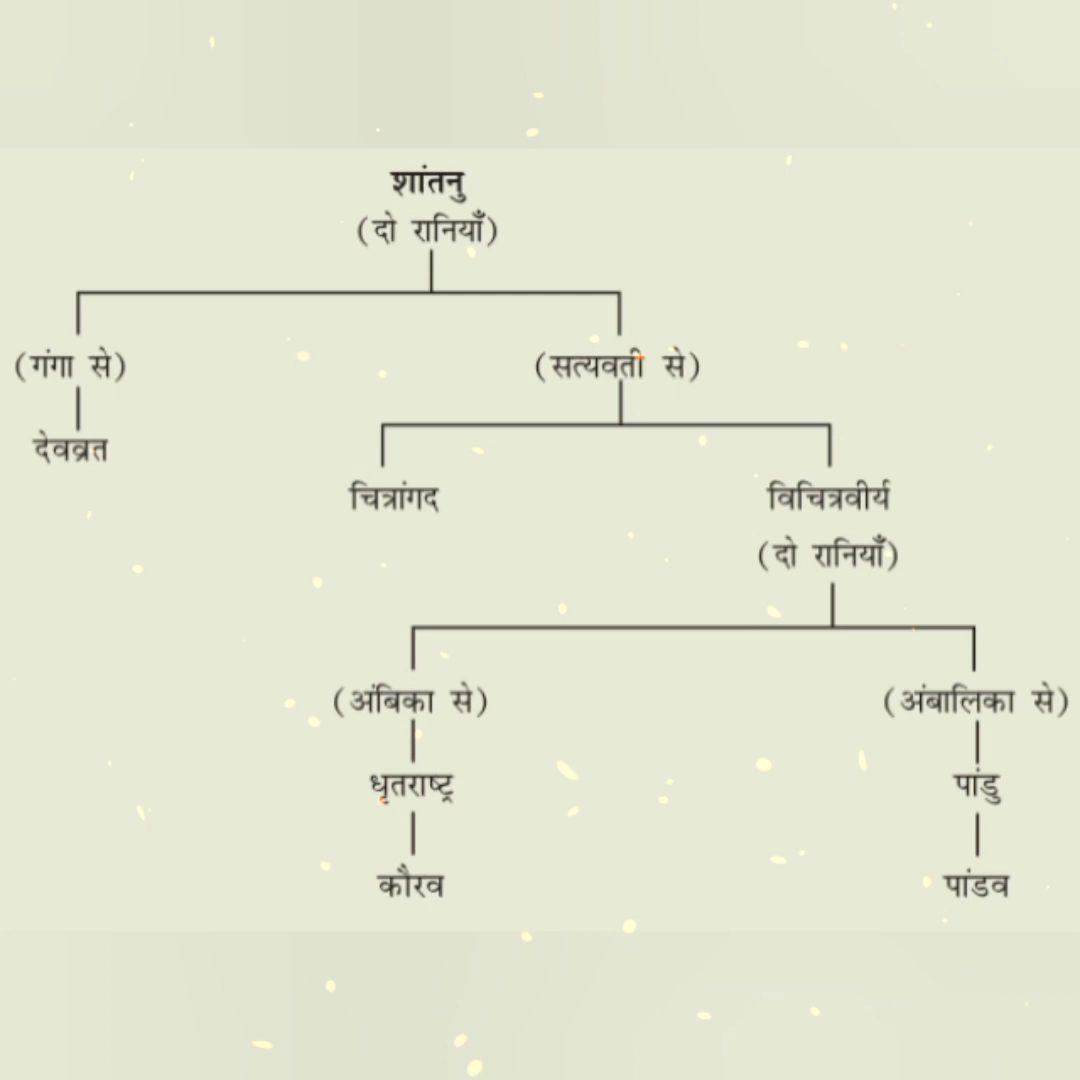 शांतनु
(दो रानियाँ)
(गंगा से) (सत्यवती से)
देवव्रत
चित्रांगद विचित्रवीर्य
(दो रानियाँ)
(अंबिका से) (अंबालिका से)
धृतराष्ट्र पांडु
कौरव पांडव